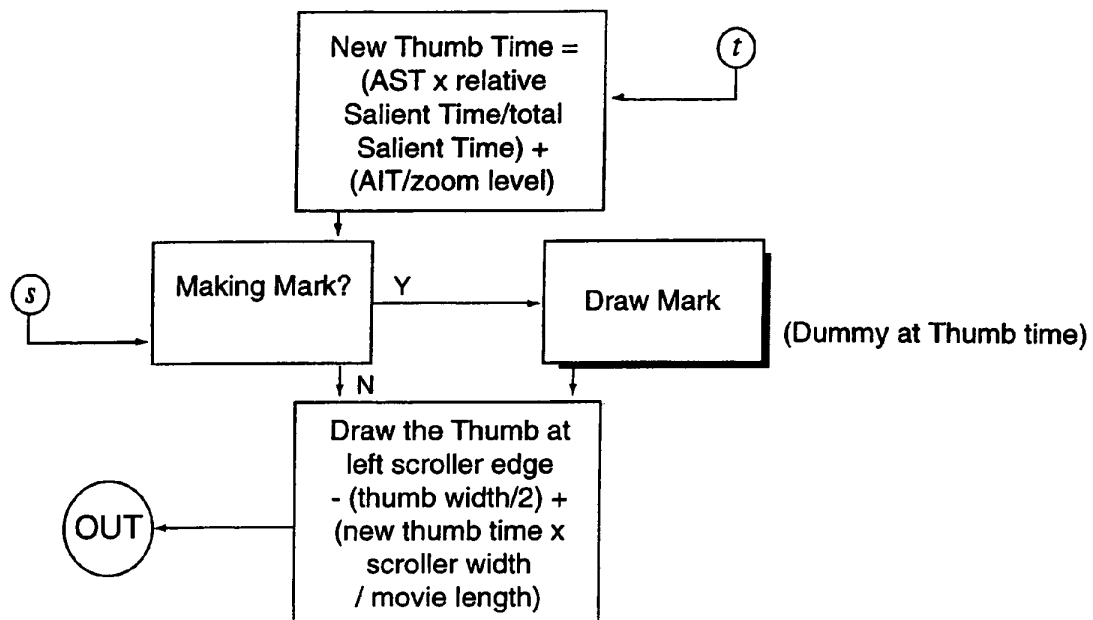 New Thumb Time =
(AST x relative
Salient Time/total
Salient Time) +
(AIT/zoom level)
t
s
Making Mark?
Y
Draw Mark
(Dummy at Thumb time)
N
Draw the Thumb at
left scroller edge
- (thumb width/2) +
(new thumb time x
scroller width
/ movie length)
OUT